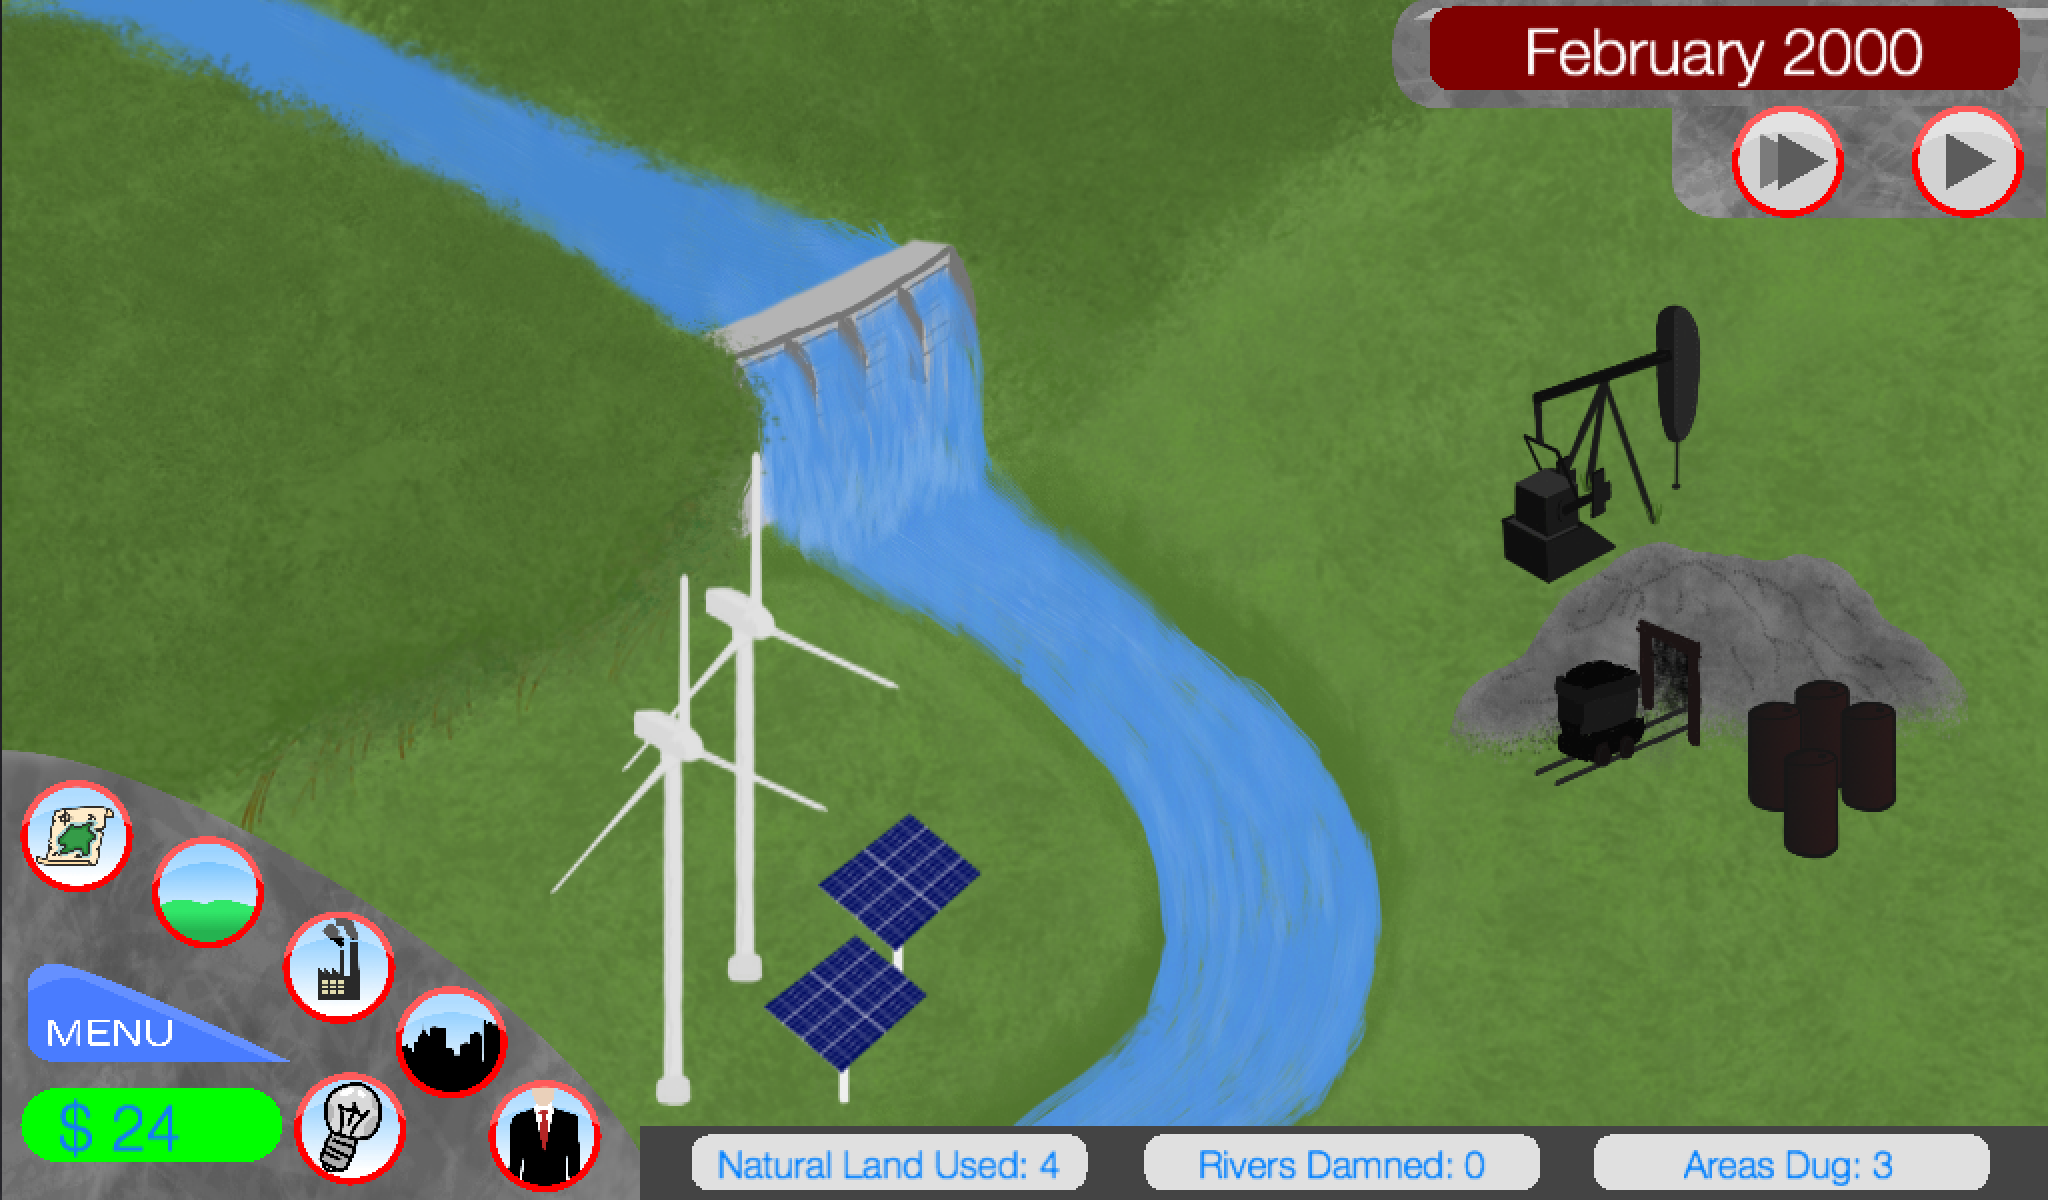 February 2000
MENU
$ 24
Natural Land Used: 4
Rivers Damned: 0
Areas Dug: 3